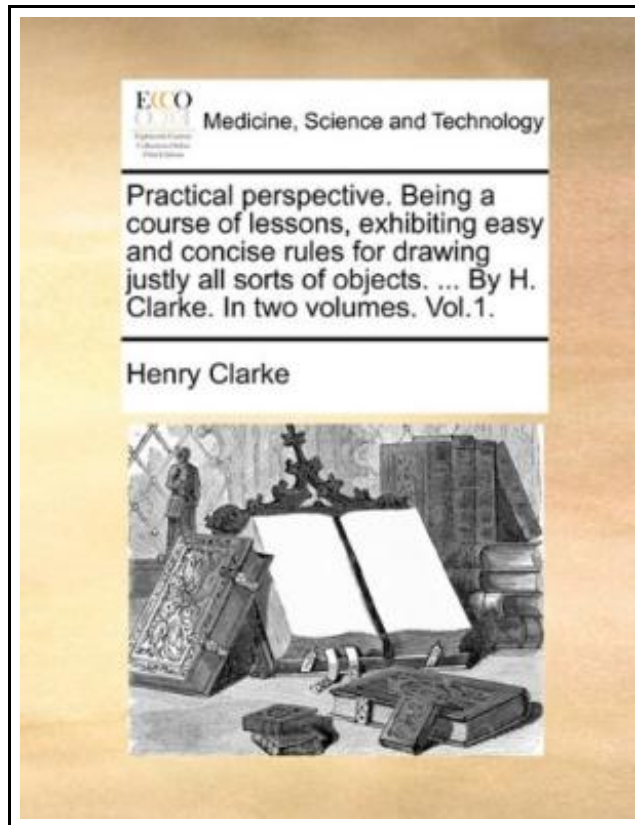 ECCO
Medicine, Science and Technology
Practical perspective. Being a
course of lessons, exhibiting easy
and concise rules for drawing
justly all sorts of objects. ... By H.
Clarke. In two volumes. Vol.1.
Henry Clarke